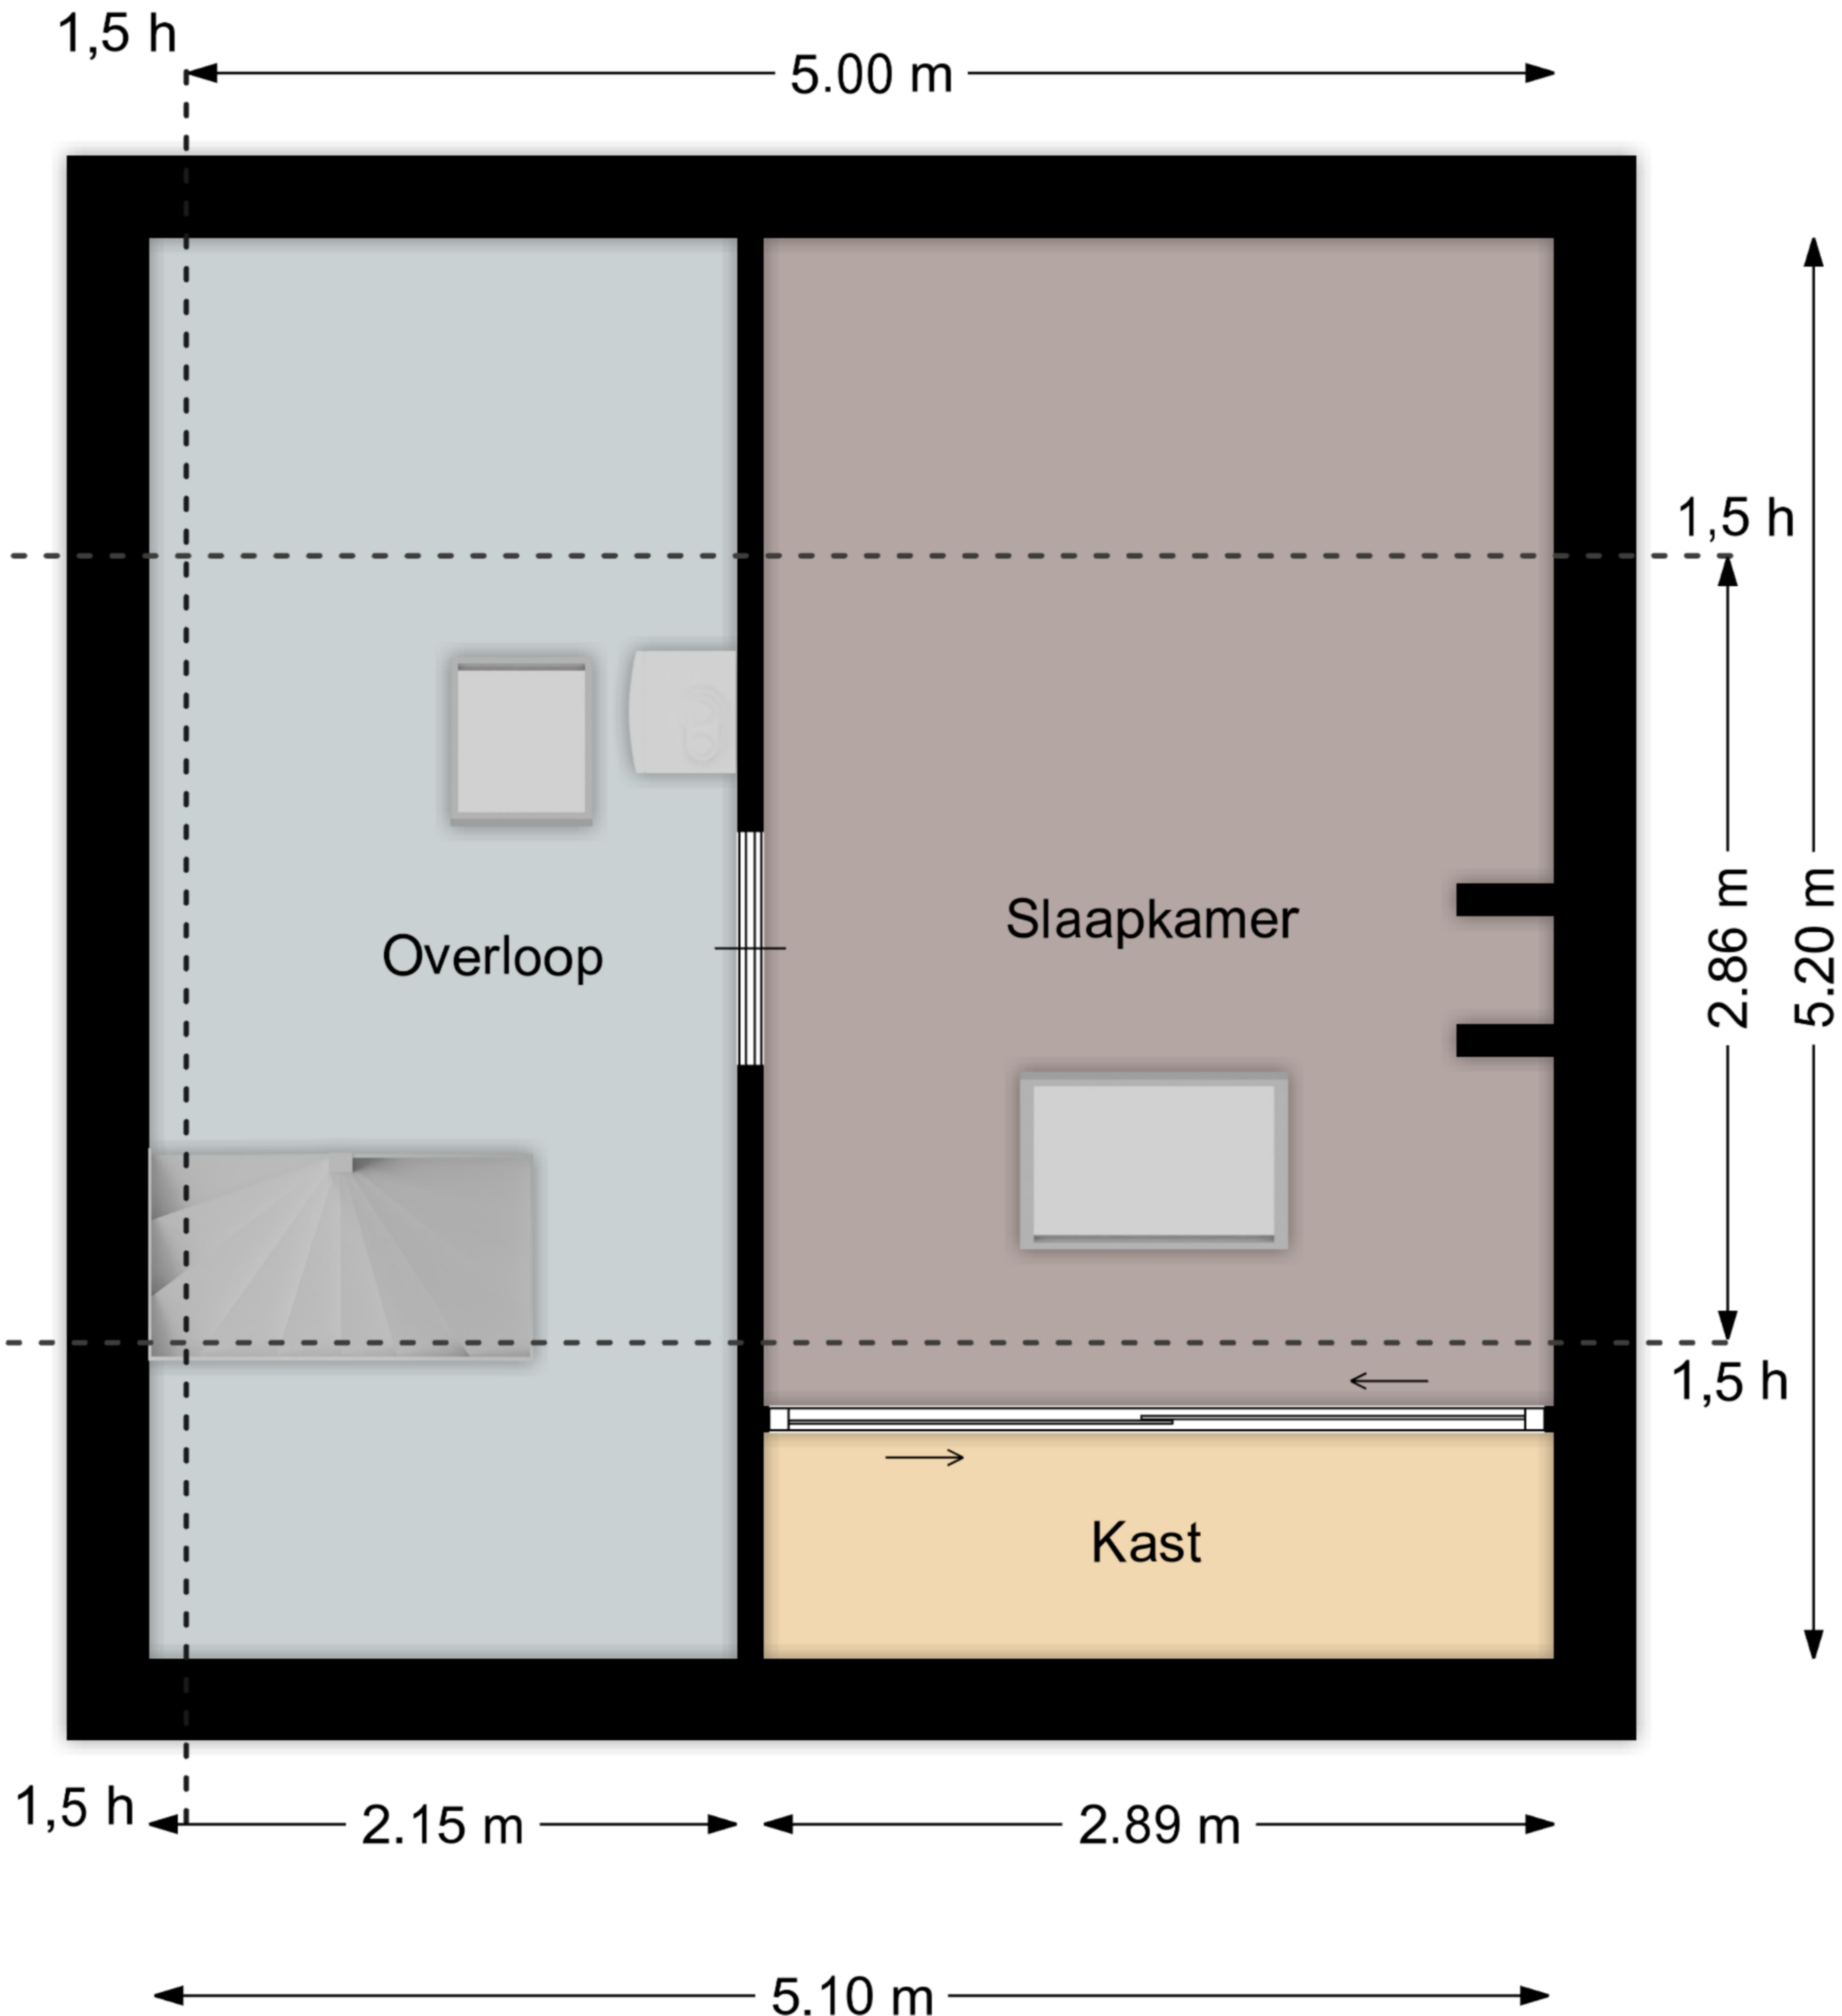 1,5 h
5.00 m
1,5 h
Slaapkamer
Overloop
2.86 m
5.20 m
1,5 h
Kast
1,5 h
2.15 m
2.89 m
5.10 m